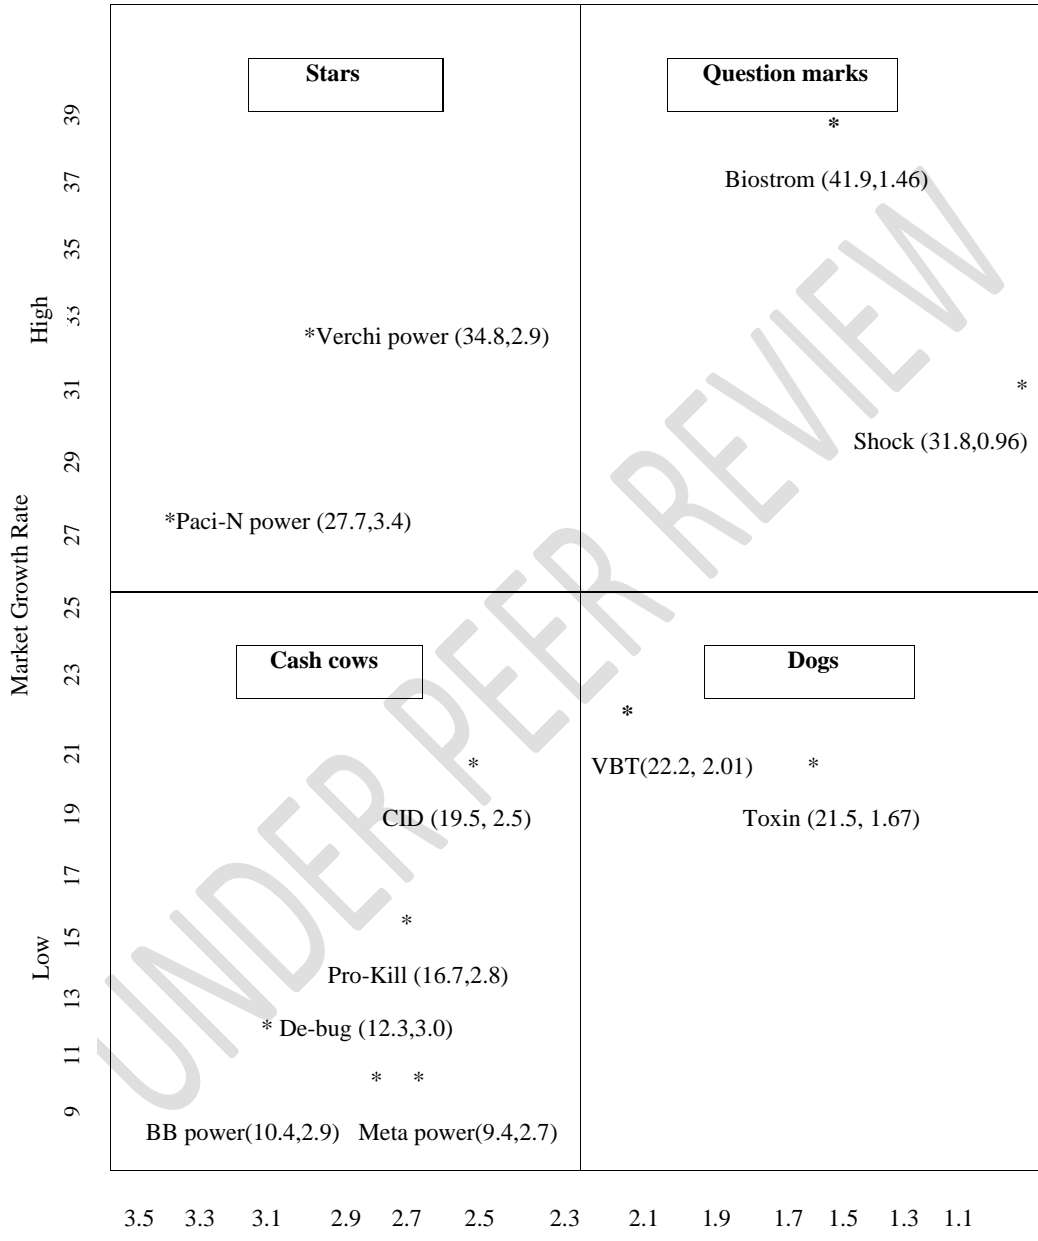 Stars
Question marks
39
*
37
Biostrom (41.9,1.46)
35
High
33
*Verchi power (34.8,2.9)
31
*
Shock (31.8,0.96)
29
Market Growth Rate
*Paci-N power (27.7,3.4)
27
25
Cash cows
Dogs
23
*
21
*
VBT(22.2, 2.01)
*
19
CID (19.5, 2.5)
Toxin (21.5, 1.67)
17
*
15
Low
Pro-Kill (16.7,2.8)
13
* De-bug (12.3,3.0)
11
* *
9
BB power(10.4,2.9) Meta power(9.4,2.7)
3.5 3.3 3.1 2.9 2.7 2.5 2.3 2.1 1.9 1.7 1.5 1.3 1.1
UNDER PEER REVIEW